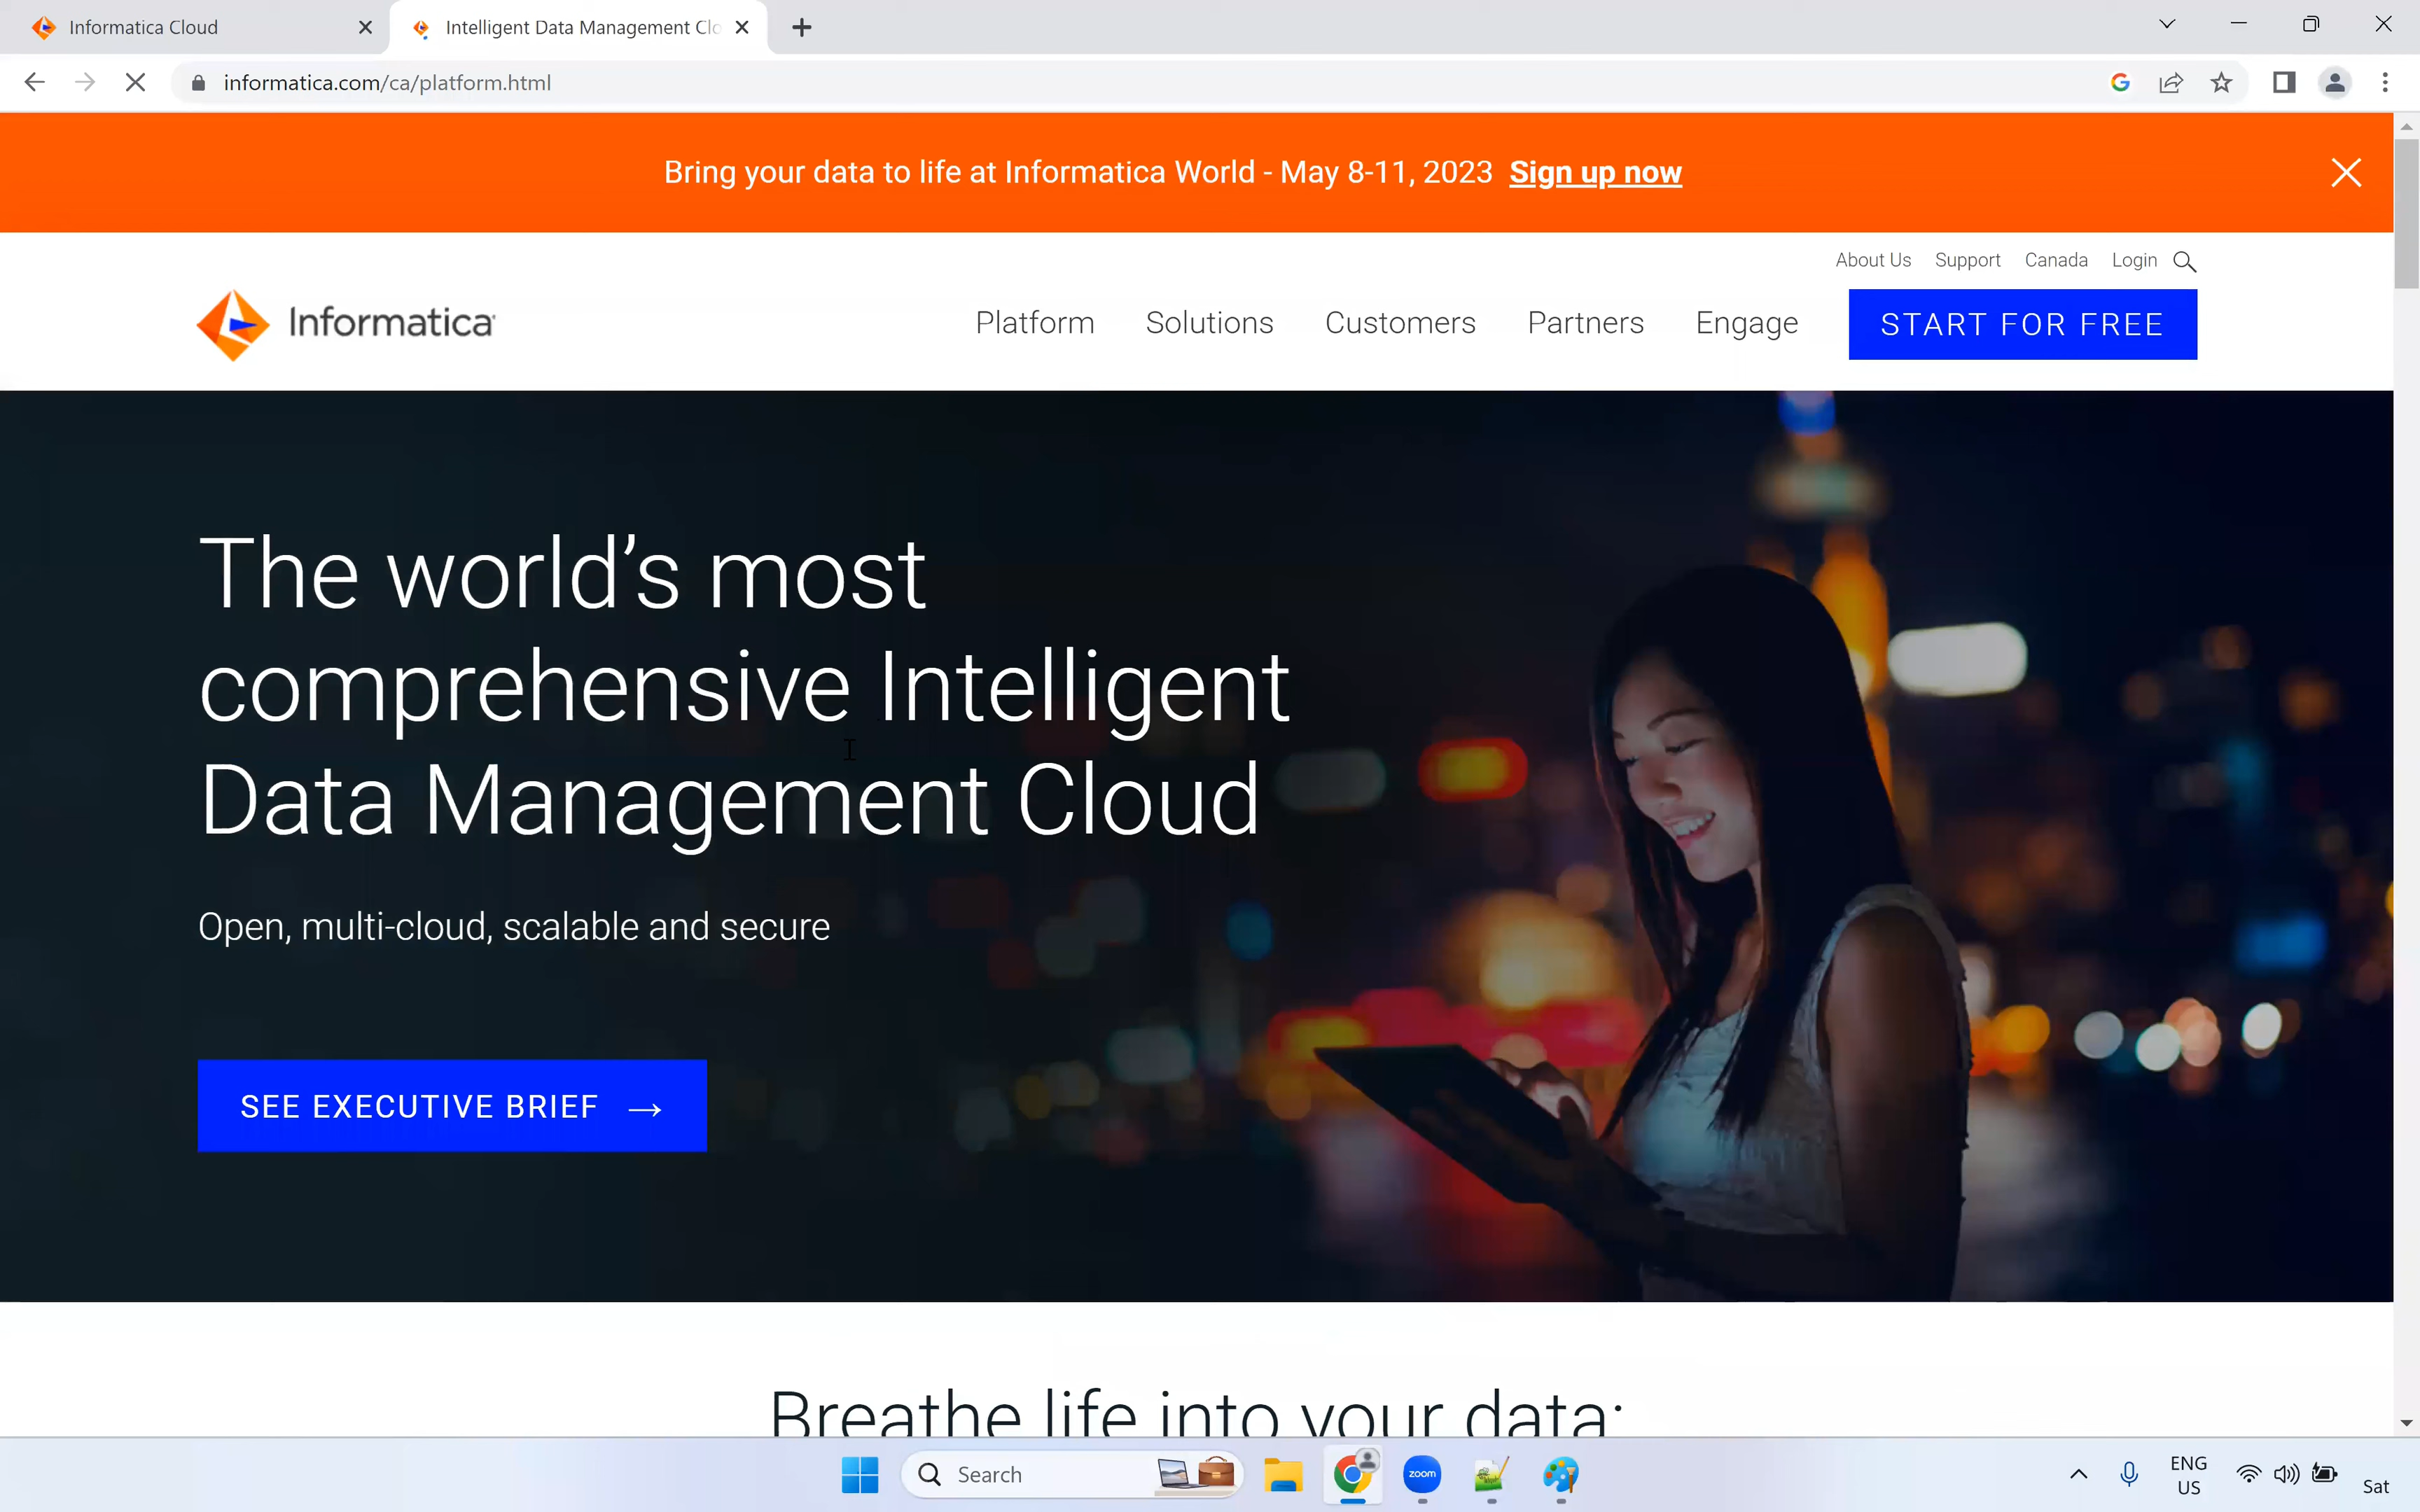 Informatica Cloud
Intelligent Data Management Clo
informatica.com/ca/platform.html
Bring your data to life at Informatica World - May 8-11, 2023 Sign up now
About Us Support Canada Login
Informatica
Platform Solutions Customers Partners Engage START FOR FREE
The world's most
comprehensive Intelligent
Data Management Cloud
Open, multi-cloud, scalable and secure
SEE EXECUTIVE BRIEF →
Breathe life into your data:
Search
zoom
ENG
US
Sat